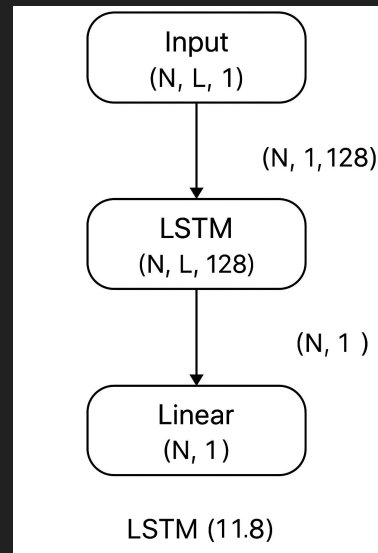 Input
(N, L, 1)
(N, 1,128)
LSTM
(N, L, 128)
(N, 1 )
Linear
(N, 1)
LSTM (11.8)